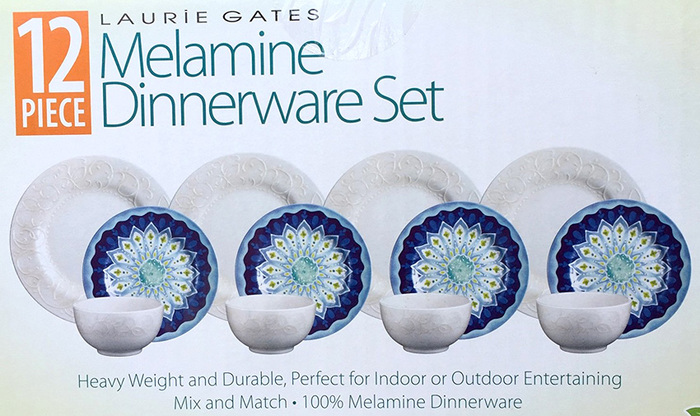 12
PIECE
LAURiE GATES
Melamine
Dinnerware Set
Heavy Weight and Durable, Perfect for Indoor or Outdoor Entertaining
Mix and Match • 100% Melamine Dinnerware